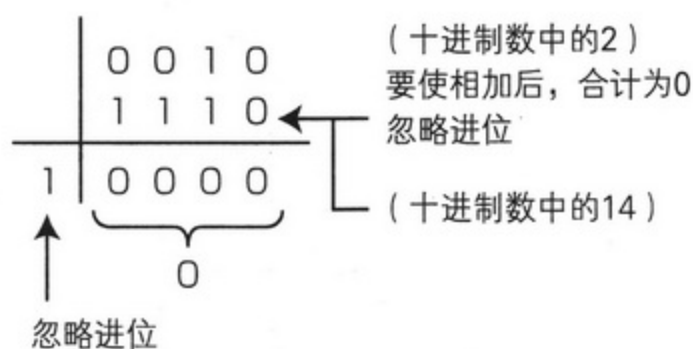 0 0 1 0
1 1 1 0
1 0 0 0 0
0
忽略进位
(十进制数中的2)
要使相加后，合计为0
忽略进位
(十进制数中的14)